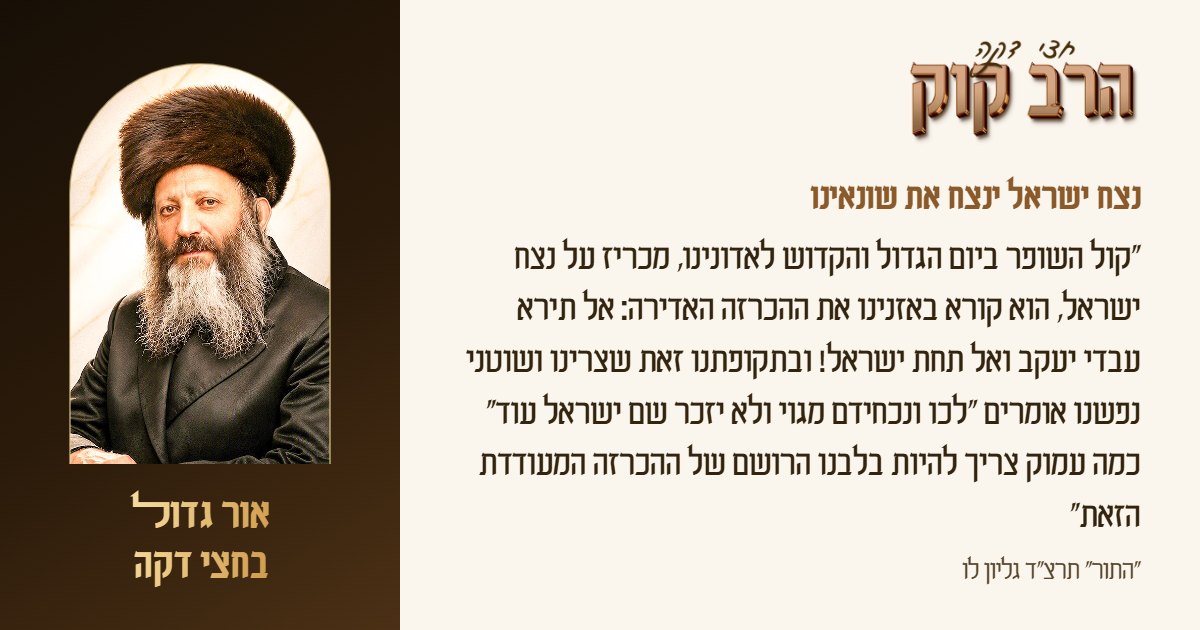 חצי דקה
הרב קוק
נצח ישראל ינצח את שונאינו
"קול השופר ביום הגדול והקדוש לאדונינו, מכריז על נצח
ישראל, הוא קורא באזנינו את ההכרזה האדירה: אל תירא
עבדי יעקב ואל תחת ישראל! ובתקופתנו זאת שצרינו ושוטני
נפשנו אומרים "לכו ונכחידם מגוי ולא יזכר שם ישראל עוד"
כמה עמוק צריך להיות בלבנו הרושם של ההכרזה המעודדת
הזאת"
"התור" תרצ"ד גליון לו
אור גדול
בחצי דקה